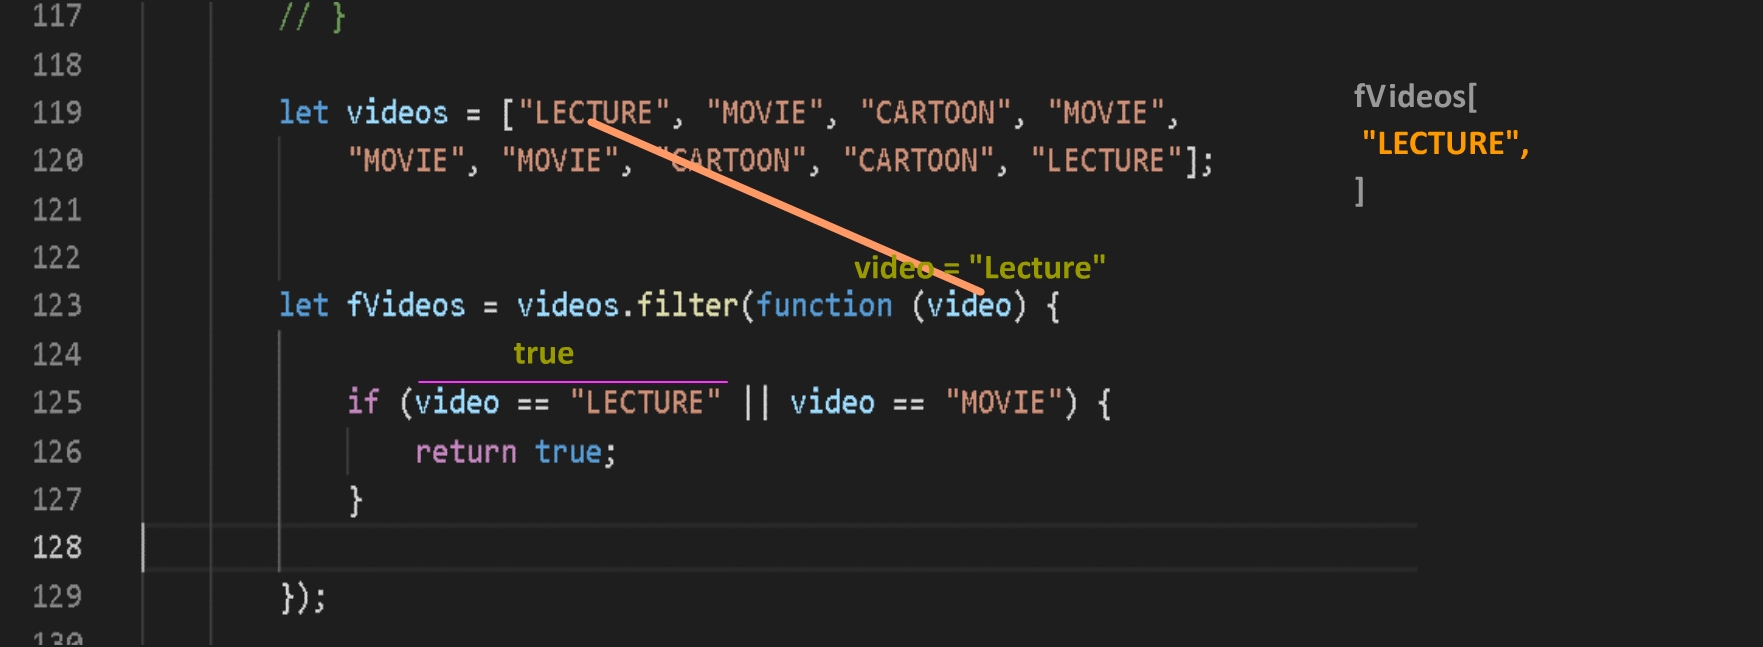 117 // }
118
119 let videos = ["LECTURE", "MOVIE", "CARTOON", "MOVIE",
120 "MOVIE", "MOVIE", "CARTOON", "CARTOON", "LECTURE"];
121
122
video = "Lecture"
123 let fVideos = videos.filter(function (video) {
124
true
125 if (video == "LECTURE" || video == "MOVIE") {
126 return true;
127 }
128
129 });
130
fVideos[
"LECTURE",
]